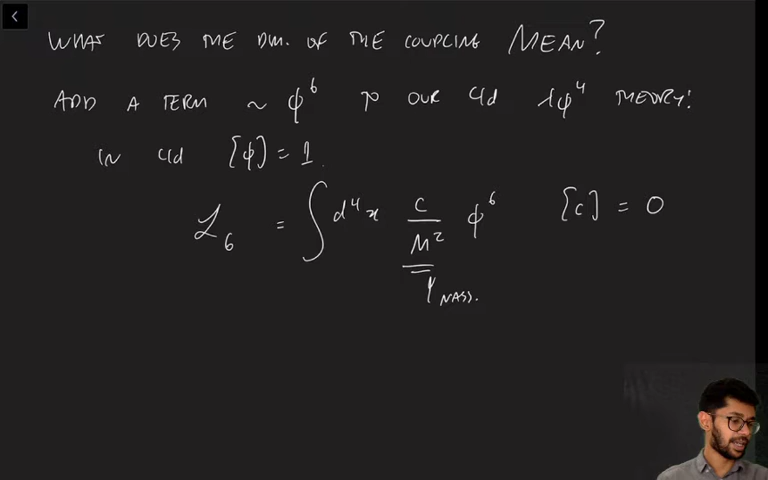 WHAT DOES THE DIM. OF THE COUPLING MEAN?
ADD A TERM ~ ϕ⁶ TO OUR 4d λϕ⁴ THEORY!
IN 4d [ϕ] = 1.
ℒ₆ = ∫ d⁴x c/M² ϕ⁶ [c] = 0
MASS.